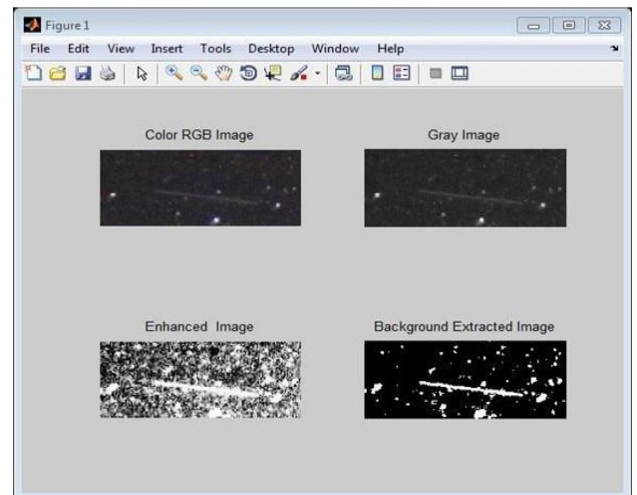 Figure 1
File Edit View Insert Tools Desktop Window Help
Color RGB Image
Gray Image
Enhanced Image
Background Extracted Image